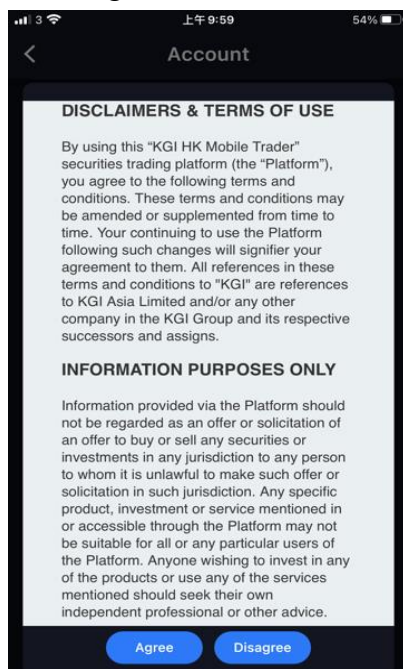 3 上午9:59 54%
Account
DISCLAIMERS & TERMS OF USE
By using this “KGI HK Mobile Trader”
securities trading platform (the “Platform”),
you agree to the following terms and
conditions. These terms and conditions may
be amended or supplemented from time to
time. Your continuing to use the Platform
following such changes will signifier your
agreement to them. All references in these
terms and conditions to "KGI" are references
to KGI Asia Limited and/or any other
company in the KGI Group and its respective
successors and assigns.
INFORMATION PURPOSES ONLY
Information provided via the Platform should
not be regarded as an offer or solicitation of
an offer to buy or sell any securities or
investments in any jurisdiction to any person
to whom it is unlawful to make such offer or
solicitation in such jurisdiction. Any specific
product, investment or service mentioned in
or accessible through the Platform may not
be suitable for all or any particular users of
the Platform. Anyone wishing to invest in any
of the products or use any of the services
mentioned should seek their own
independent professional or other advice.
Agree Disagree